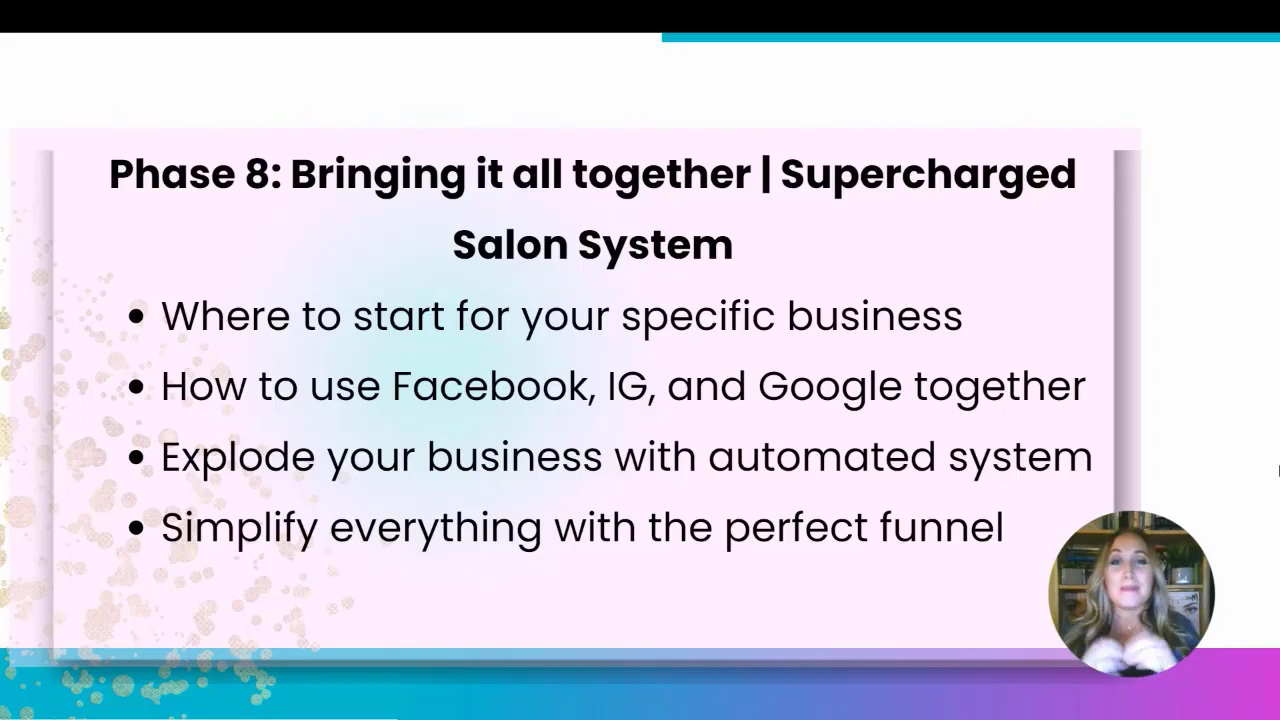 Phase 8: Bringing it all together | Supercharged
Salon System
• Where to start for your specific business
• How to use Facebook, IG, and Google together
• Explode your business with automated system
• Simplify everything with the perfect funnel